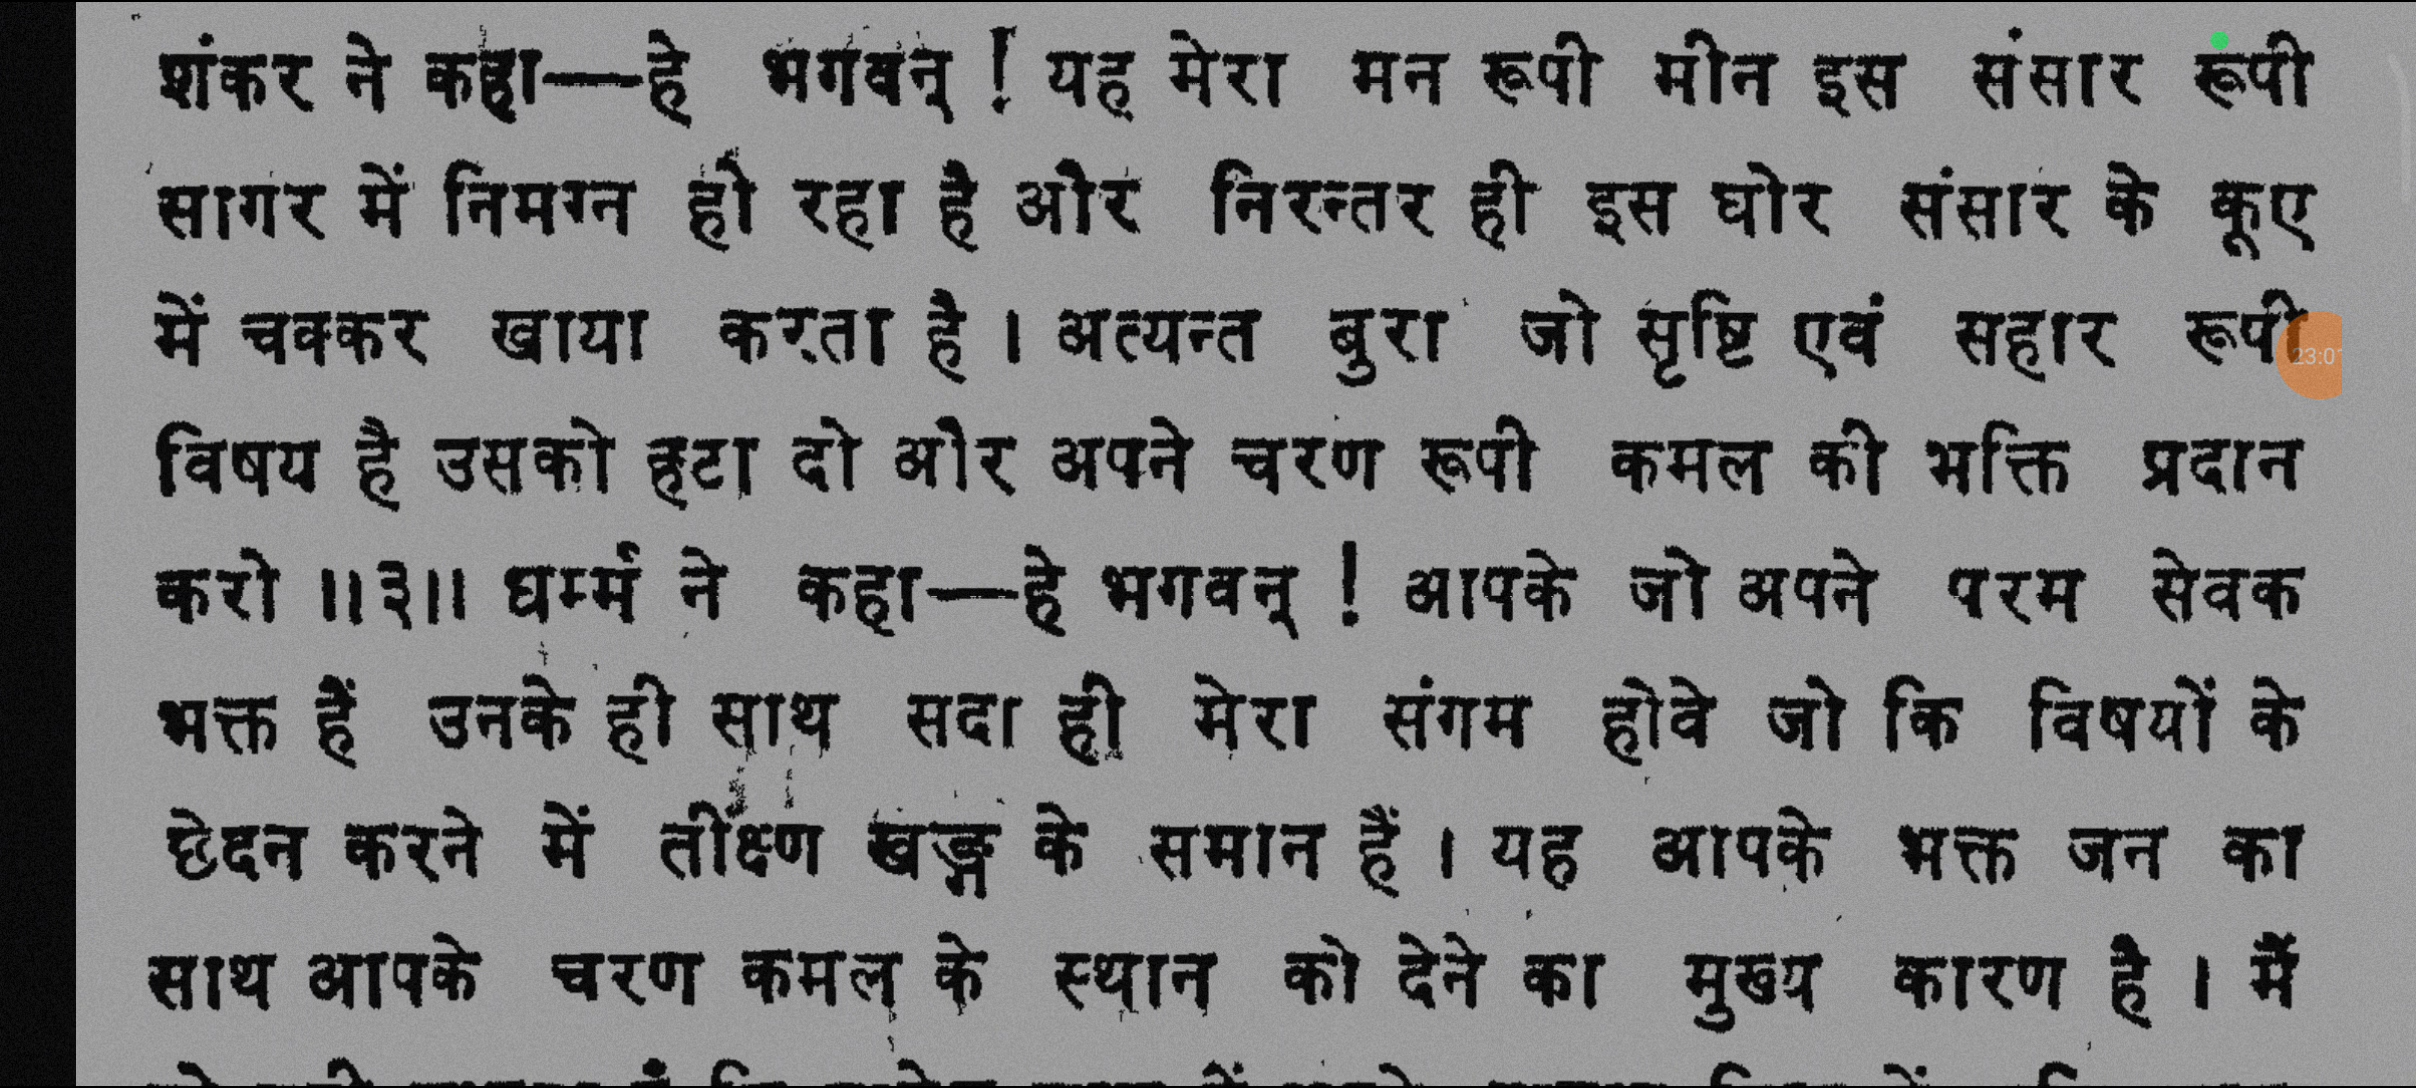 शंकर ने कहा—हे भगवन् ! यह मेरा मन रूपी मीन इस संसार रूपी
सागर में निमग्न हो रहा है और निरन्तर ही इस घोर संसार के कूए
में चक्कर खाया करता है । अत्यन्त बुरा जो सृष्टि एवं सहार रूपी
विषय है उसको हटा दो और अपने चरण रूपी कमल की भक्ति प्रदान
करो ॥३॥ धर्म्म ने कहा—हे भगवन् ! आपके जो अपने परम सेवक
भक्त हैं उनके ही साथ सदा ही मेरा संगम होवे जो कि विषयों के
छेदन करने में तीक्ष्ण खङ्ग के समान हैं । यह आपके भक्त जन का
साथ आपके चरण कमल के स्थान को देने का मुख्य कारण है । मैं